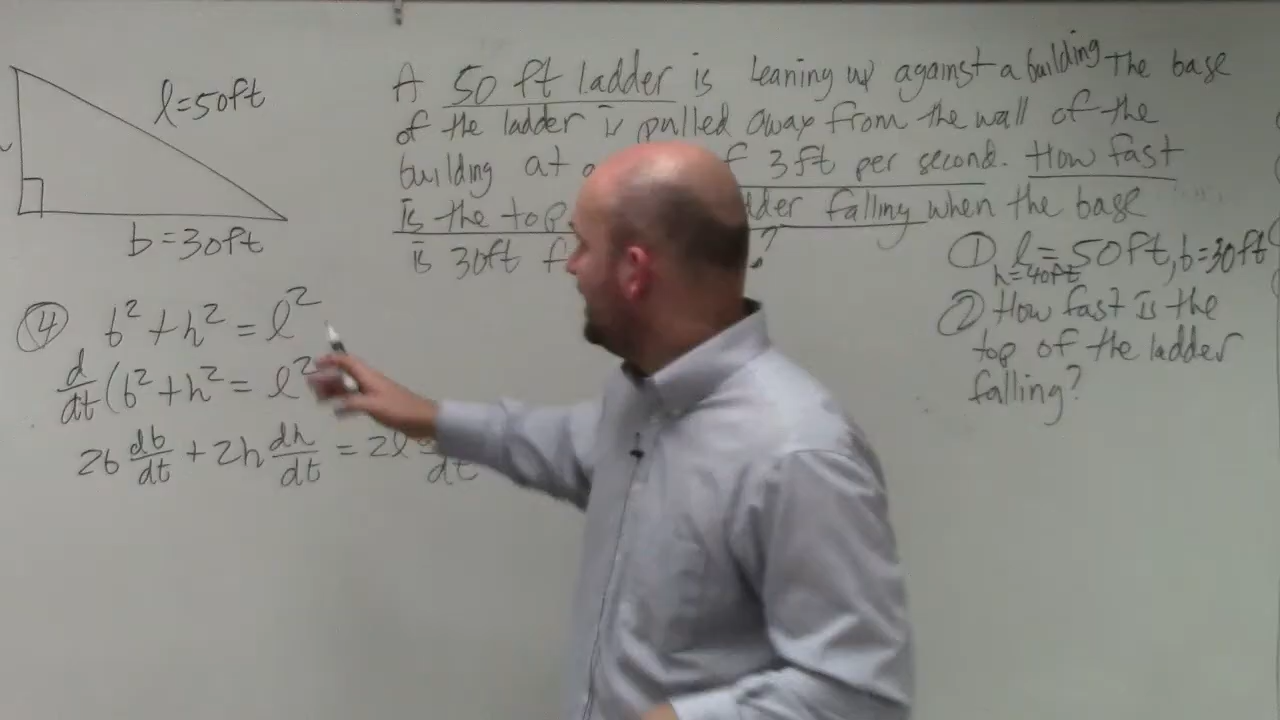 l=50ft
b=30ft
A 50 ft ladder is leaning up against a building The base
of the ladder is pulled away from the wall of the
building at a f 3ft per second. How fast
is the top dder falling when the base
is 30ft f ?
① l=50ft, b=30ft
h=40ft
② How fast is the
top of the ladder
falling?
④ b²+h²=l²
d/dt(b²+h²=l²
2b db/dt + 2h dh/dt = 2l dt